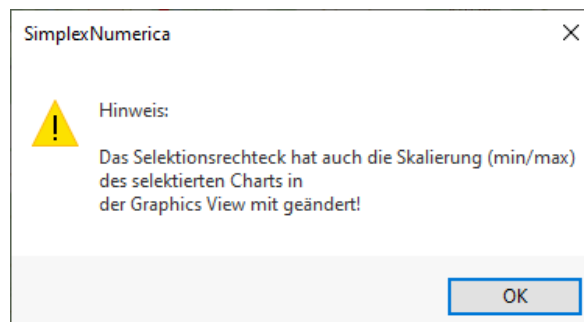 SimplexNumerica
Hinweis:
Das Selektionsrechteck hat auch die Skalierung (min/max)
des selektierten Charts in
der Graphics View mit geändert!
OK